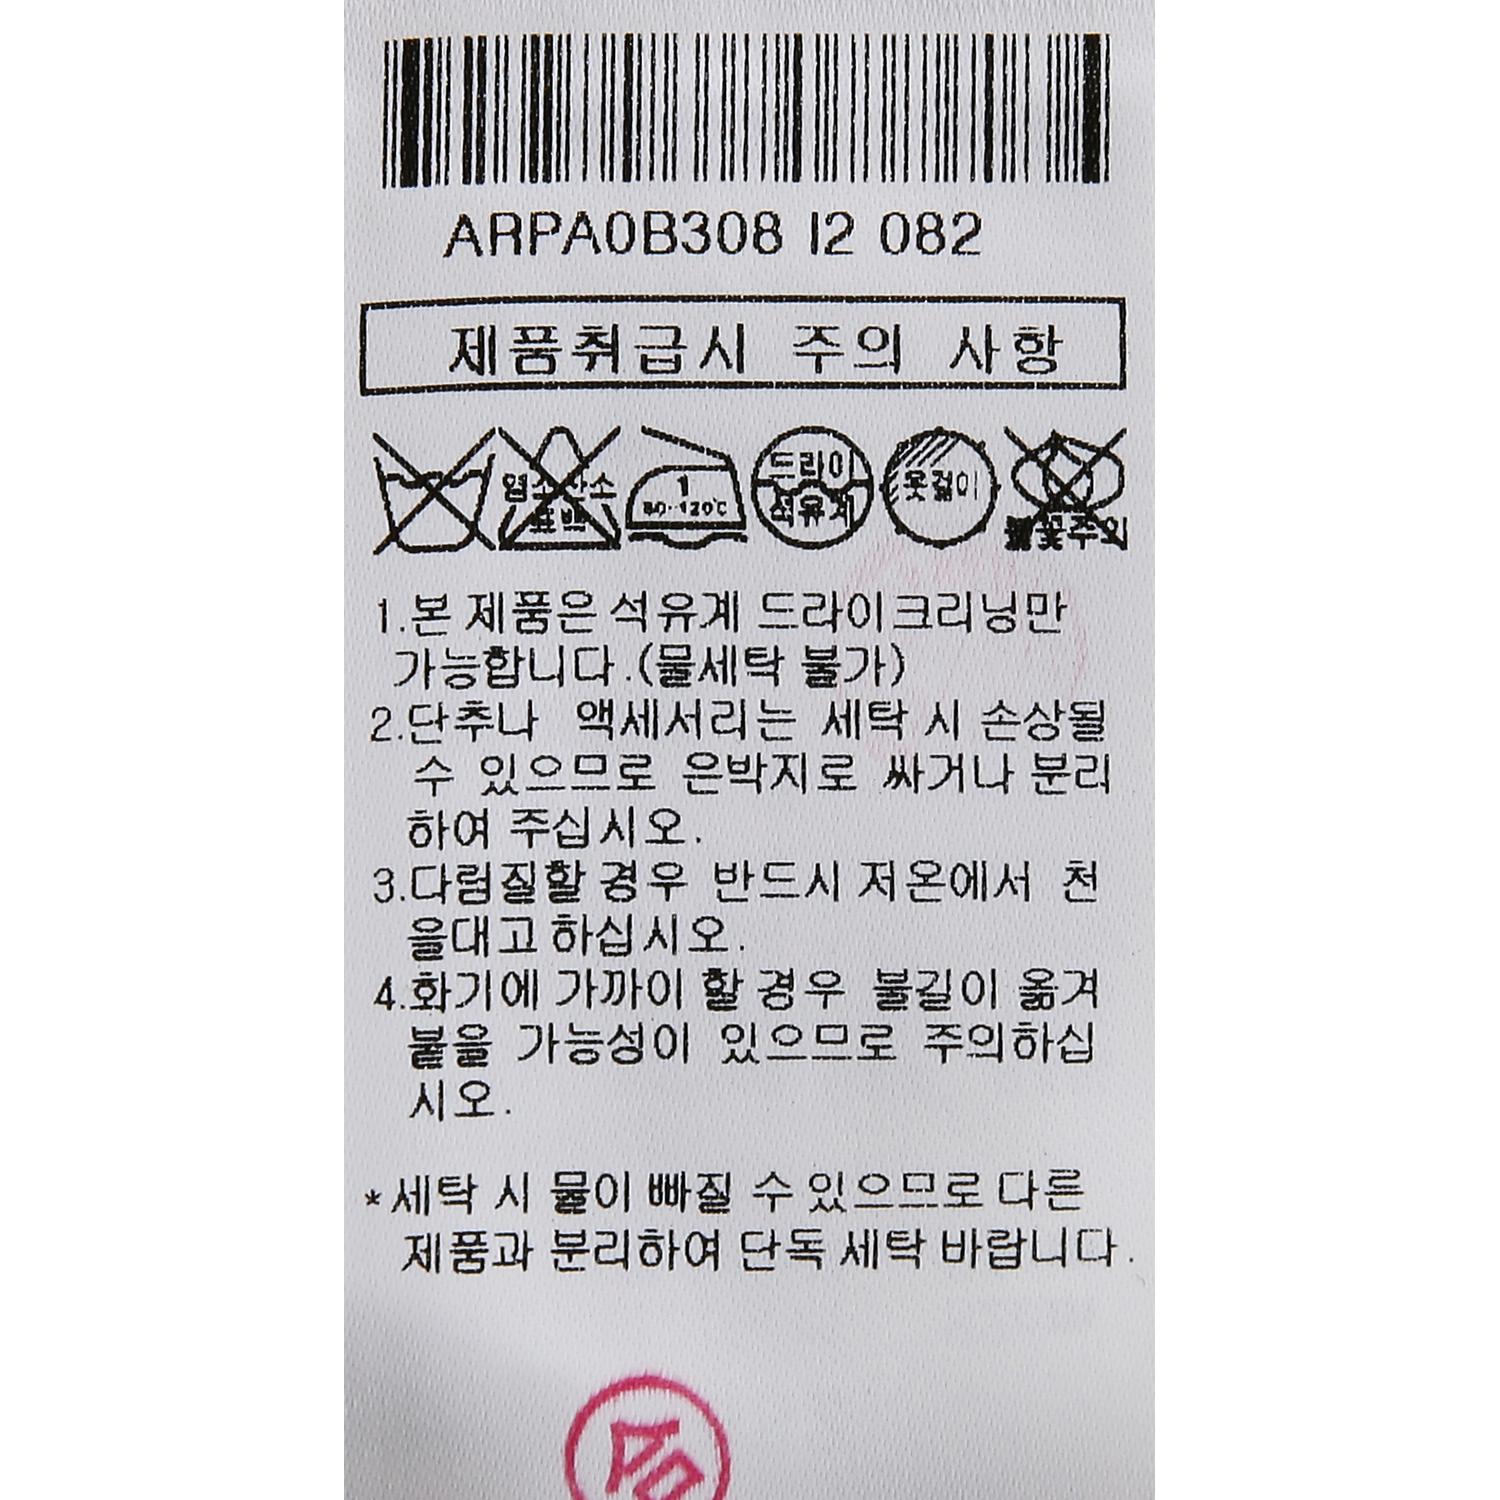 ARPA0B308 I2 082
제품취급시 주의 사항
염소 산소
표백
1
80~120℃
드라이
석유계
옷걸이
불꽃주의
1.본 제품은 석유계 드라이크리닝만
가능합니다.(물세탁 불가)
2.단추나 액세서리는 세탁 시 손상될
수 있으므로 은박지로 싸거나 분리
하여 주십시오.
3.다림질할 경우 반드시 저온에서 천
을대고 하십시오.
4.화기에 가까이 할 경우 불길이 옮겨
붙을 가능성이 있으므로 주의하십
시오.
*세탁 시 물이 빠질 수 있으므로 다른
제품과 분리하여 단독 세탁 바랍니다.